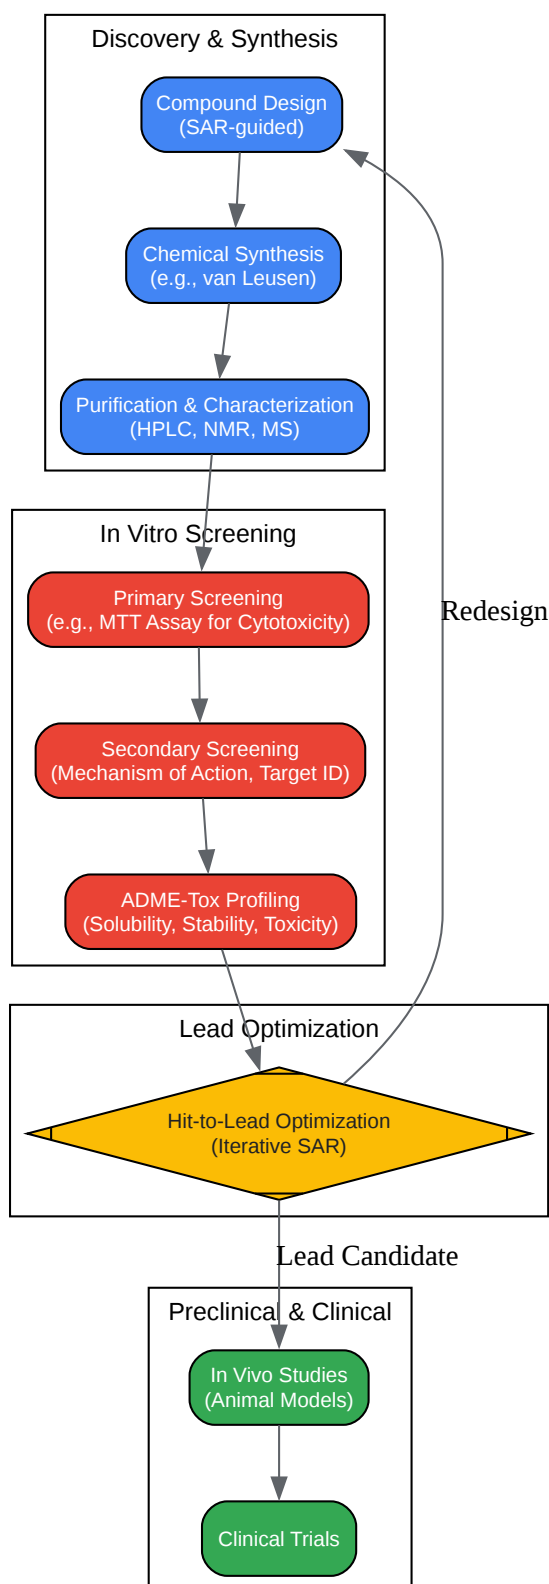 Discovery & Synthesis
Compound Design
(SAR-guided)
Chemical Synthesis
(e.g., van Leusen)
Purification & Characterization
(HPLC, NMR, MS)
In Vitro Screening
Primary Screening
(e.g., MTT Assay for Cytotoxicity)
Redesign
Secondary Screening
(Mechanism of Action, Target ID)
ADME-Tox Profiling
(Solubility, Stability, Toxicity)
Lead Optimization
Hit-to-Lead Optimization
(Iterative SAR)
Lead Candidate
Preclinical & Clinical
In Vivo Studies
(Animal Models)
Clinical Trials